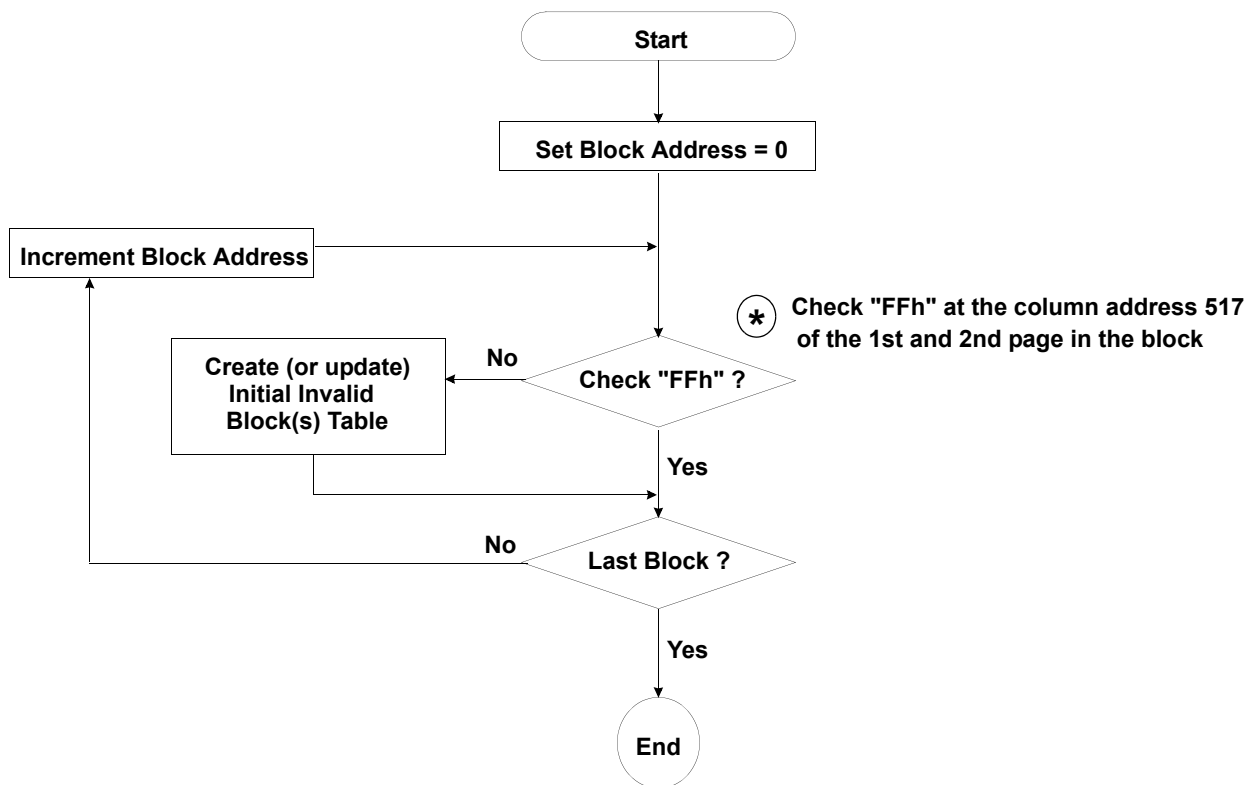 Start
Set Block Address = 0
Increment Block Address
* Check "FFh" at the column address 517
of the 1st and 2nd page in the block
No
Create (or update)
Initial Invalid
Block(s) Table
Check "FFh" ?
Yes
No
Last Block ?
Yes
End